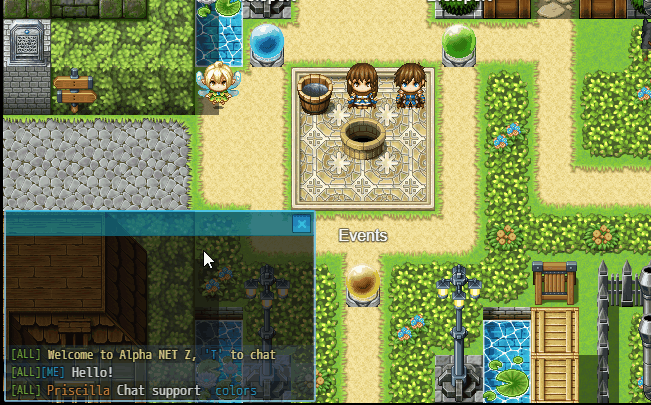 Events
[ALL] Welcome to Alpha NET Z, "T" to chat
[ALL][ME] Hello!
[ALL] Priscilla Chat support colors